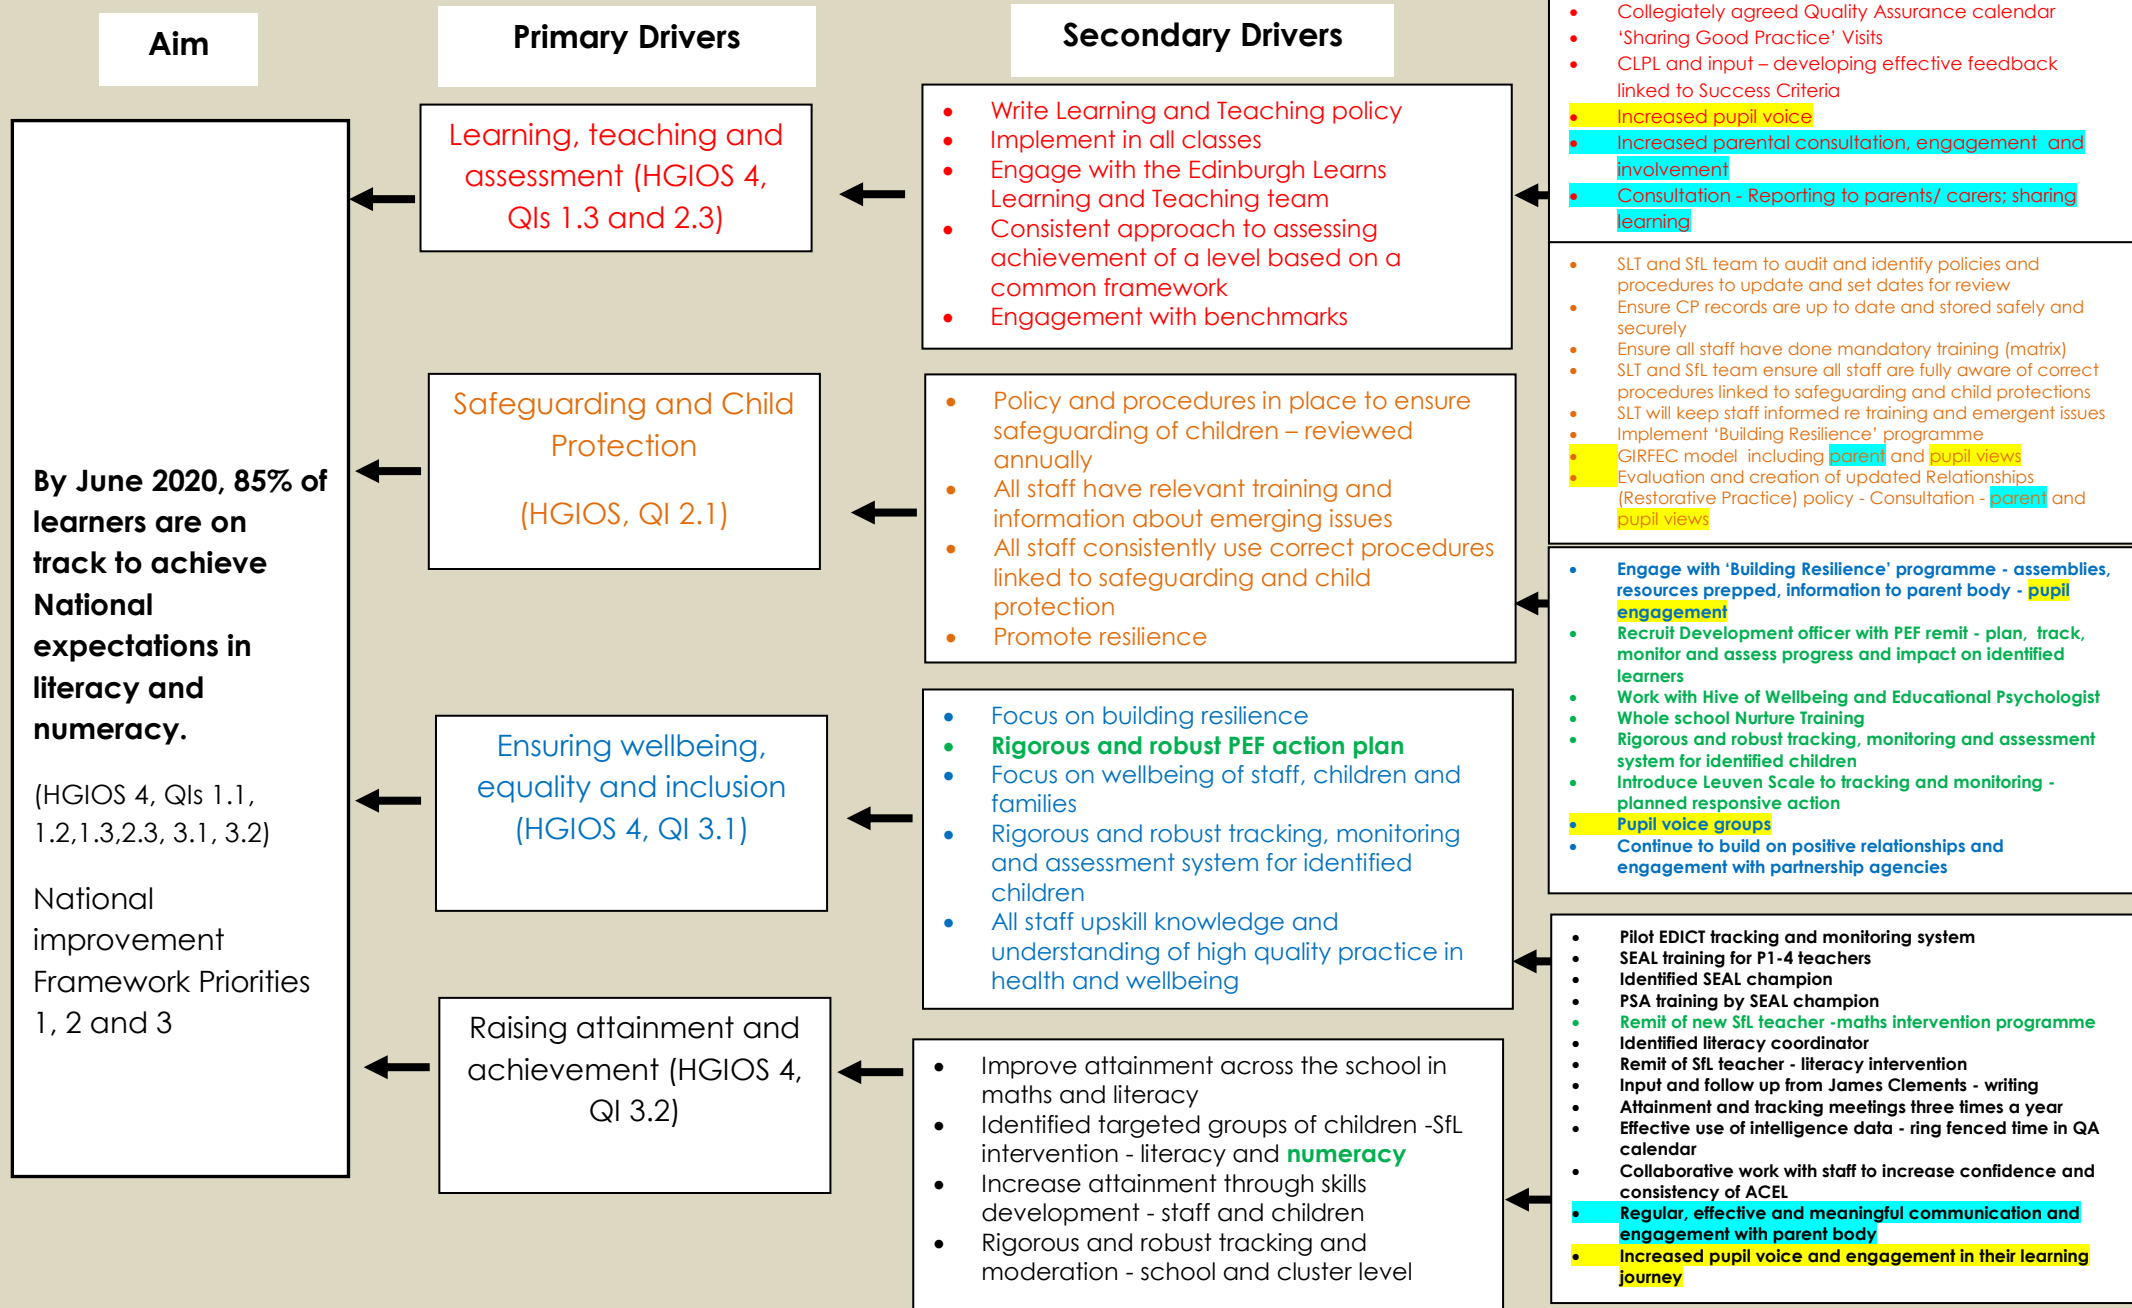 Aim
By June 2020, 85% of
learners are on
track to achieve
National
expectations in
literacy and
numeracy.
(HGIOS 4, QIs 1.1,
1.2,1.3,2.3, 3.1, 3.2)
National
improvement
Framework Priorities
1, 2 and 3
Primary Drivers
Learning, teaching and
assessment (HGIOS 4,
QIs 1.3 and 2.3)
Safeguarding and Child
Protection
(HGIOS, QI 2.1)
Ensuring wellbeing,
equality and inclusion
(HGIOS 4, QI 3.1)
Raising attainment and
achievement (HGIOS 4,
QI 3.2)
Secondary Drivers
• Write Learning and Teaching policy
• Implement in all classes
• Engage with the Edinburgh Learns
Learning and Teaching team
• Consistent approach to assessing
achievement of a level based on a
common framework
• Engagement with benchmarks
• Policy and procedures in place to ensure
safeguarding of children – reviewed
annually
• All staff have relevant training and
information about emerging issues
• All staff consistently use correct procedures
linked to safeguarding and child
protection
• Promote resilience
• Focus on building resilience
• Rigorous and robust PEF action plan
• Focus on wellbeing of staff, children and
families
• Rigorous and robust tracking, monitoring
and assessment system for identified
children
• All staff upskill knowledge and
understanding of high quality practice in
health and wellbeing
• Improve attainment across the school in
maths and literacy
• Identified targeted groups of children -SfL
intervention - literacy and numeracy
• Increase attainment through skills
development - staff and children
• Rigorous and robust tracking and
moderation - school and cluster level
• Collegiately agreed Quality Assurance calendar
• ‘Sharing Good Practice’ Visits
• CLPL and input – developing effective feedback
linked to Success Criteria
• Increased pupil voice
• Increased parental consultation, engagement and
involvement
• Consultation - Reporting to parents/ carers; sharing
learning
• SLT and SfL team to audit and identify policies and
procedures to update and set dates for review
• Ensure CP records are up to date and stored safely and
securely
• Ensure all staff have done mandatory training (matrix)
• SLT and SfL team ensure all staff are fully aware of correct
procedures linked to safeguarding and child protections
• SLT will keep staff informed re training and emergent issues
• Implement ‘Building Resilience’ programme
• GIRFEC model including parent and pupil views
• Evaluation and creation of updated Relationships
(Restorative Practice) policy - Consultation - parent and
pupil views
• Engage with ‘Building Resilience’ programme - assemblies,
resources prepped, information to parent body - pupil
engagement
• Recruit Development officer with PEF remit - plan, track,
monitor and assess progress and impact on identified
learners
• Work with Hive of Wellbeing and Educational Psychologist
• Whole school Nurture Training
• Rigorous and robust tracking, monitoring and assessment
system for identified children
• Introduce Leuven Scale to tracking and monitoring -
planned responsive action
• Pupil voice groups
• Continue to build on positive relationships and
engagement with partnership agencies
• Pilot EDICT tracking and monitoring system
• SEAL training for P1-4 teachers
• Identified SEAL champion
• PSA training by SEAL champion
• Remit of new SfL teacher -maths intervention programme
• Identified literacy coordinator
• Remit of SfL teacher - literacy intervention
• Input and follow up from James Clements - writing
• Attainment and tracking meetings three times a year
• Effective use of intelligence data - ring fenced time in QA
calendar
• Collaborative work with staff to increase confidence and
consistency of ACEL
• Regular, effective and meaningful communication and
engagement with parent body
• Increased pupil voice and engagement in their learning
journey